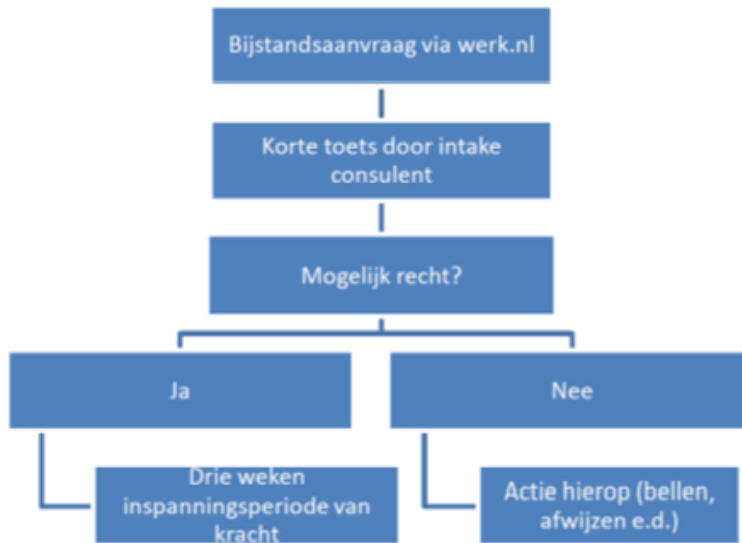 Bijstandsaanvraag via werk.nl
Korte toets door intake
consulent
Mogelijk recht?
Ja
Nee
Drie weken
inspanningsperiode van
kracht
Actie hierop (bellen,
afwijzen e.d.)